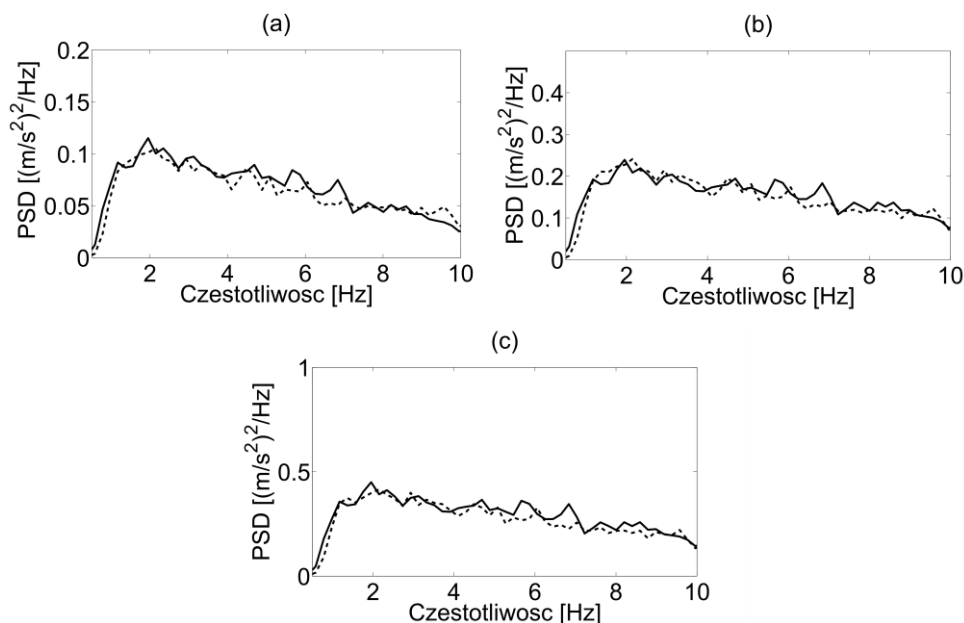 (a)
0.2
0.15
0.1
0.05
0
PSD [(m/s²)²/Hz]
2 4 6 8 10
Czestotliwosc [Hz]
(b)
0.4
0.3
0.2
0.1
0
PSD [(m/s²)²/Hz]
2 4 6 8 10
Czestotliwosc [Hz]
(c)
1
0.5
0
PSD [(m/s²)²/Hz]
2 4 6 8 10
Czestotliwosc [Hz]